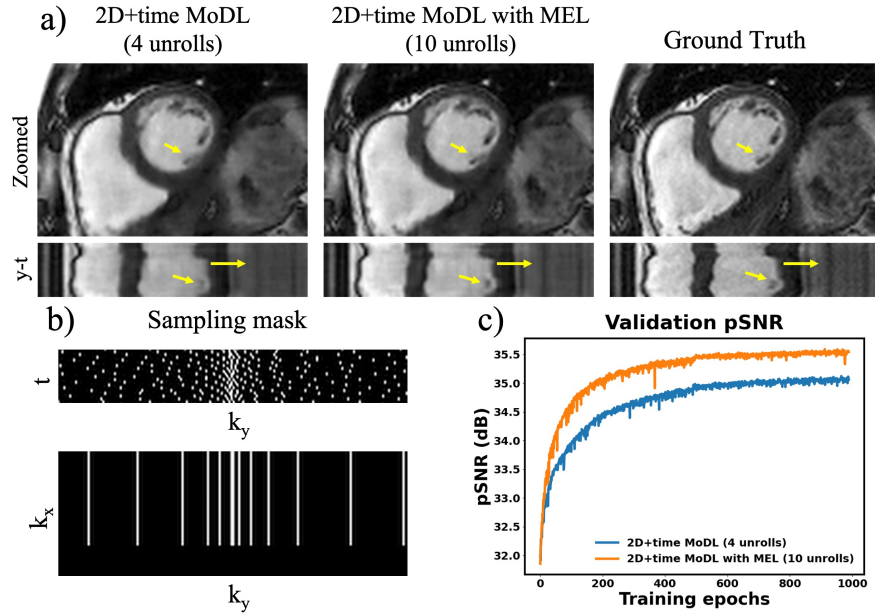 a)
2D+time MoDL
(4 unrolls)
2D+time MoDL with MEL
(10 unrolls)
Ground Truth
Zoomed
y-t
b)
Sampling mask
t
ky
kx
ky
c)
Validation pSNR
pSNR (dB)
35.5
35.0
34.5
34.0
33.5
33.0
32.5
32.0
2D+time MoDL (4 unrolls)
2D+time MoDL with MEL (10 unrolls)
0
200
400
600
800
1000
Training epochs